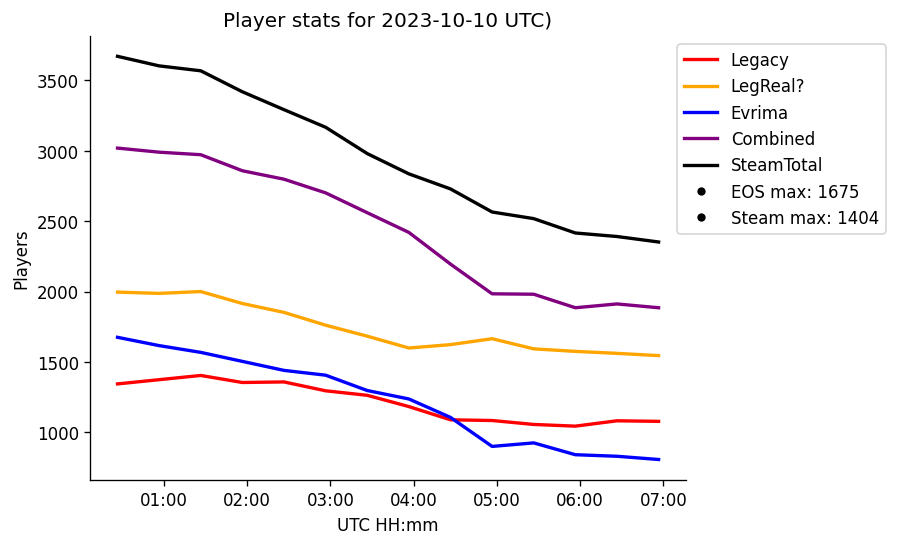 Player stats for 2023-10-10 UTC)
Players
3500
3000
2500
2000
1500
1000
01:00
02:00
03:00
04:00
05:00
06:00
07:00
UTC HH:mm
Legacy
LegReal?
Evrima
Combined
SteamTotal
EOS max: 1675
Steam max: 1404